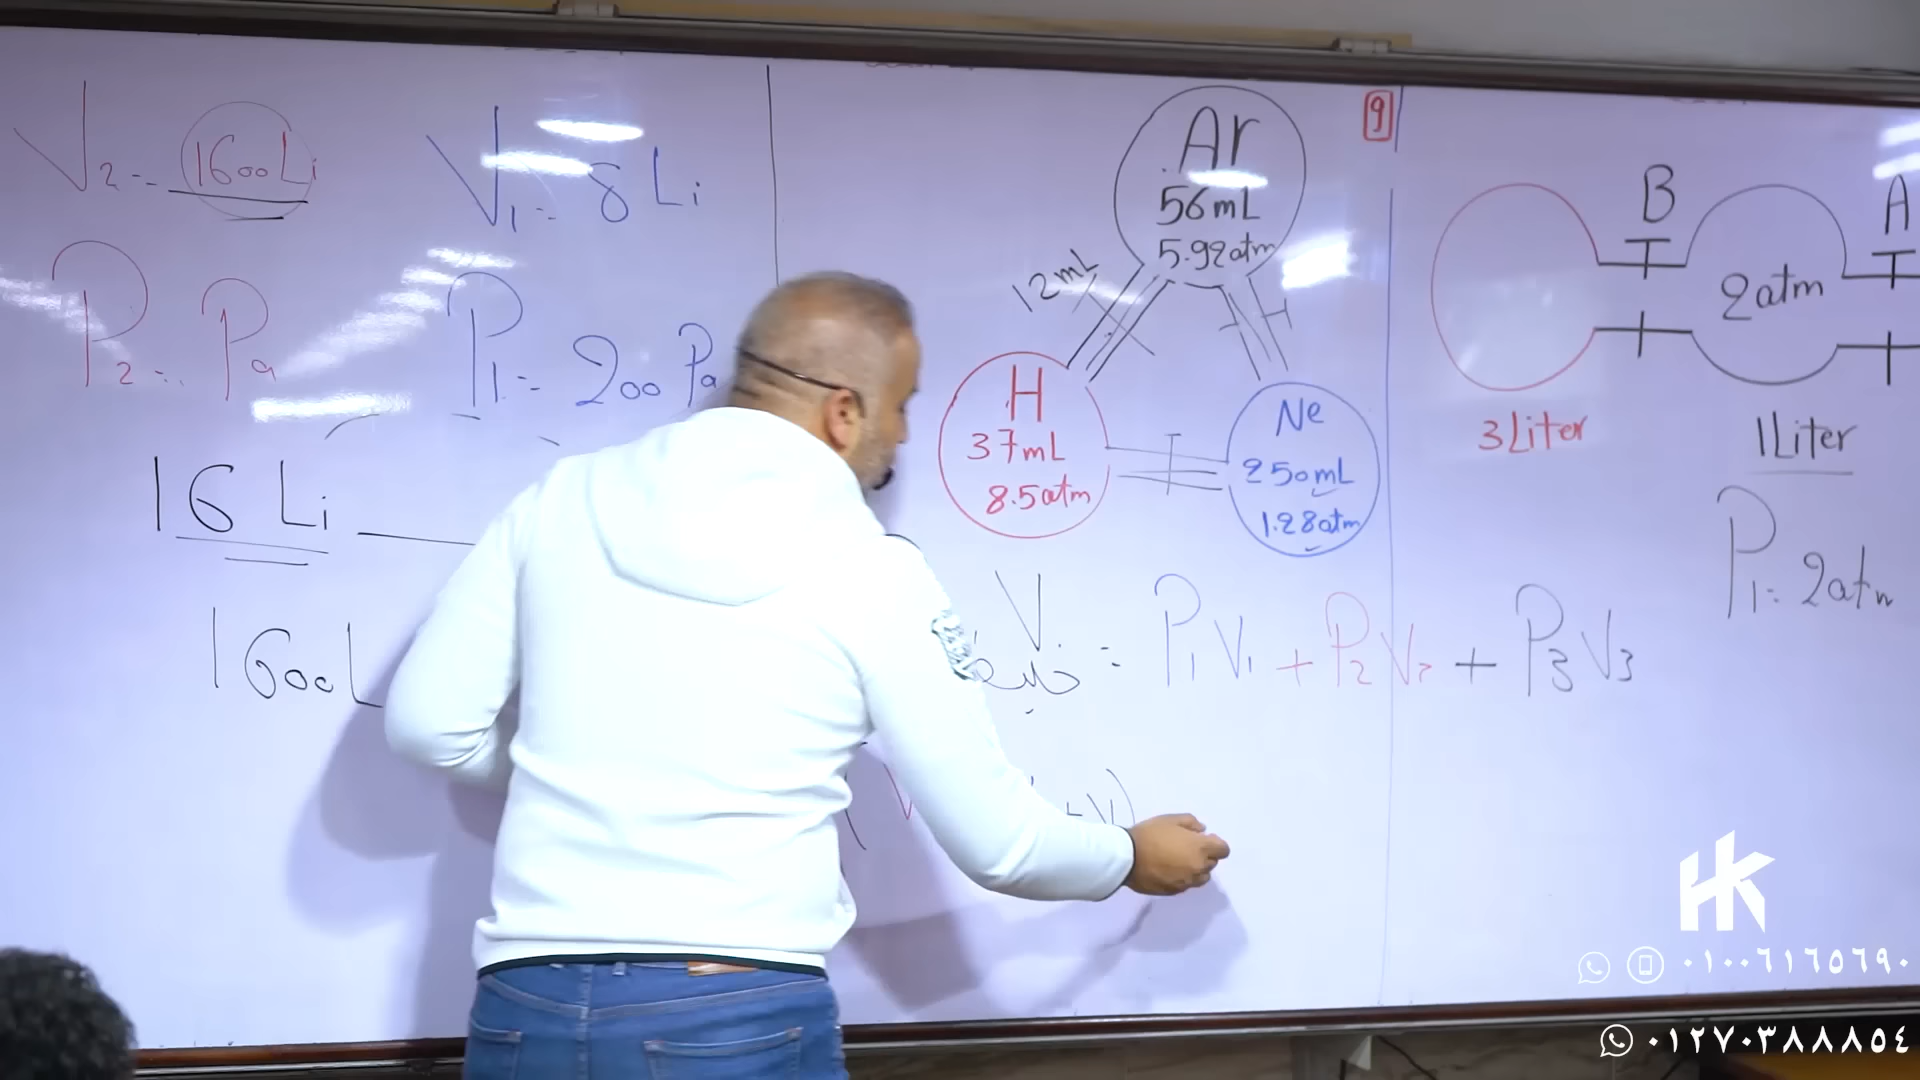 V2 = 1600 Li
V1 = 8 Li
P2 = Pa
P1 = 200 Pa
16 Li
1600 L
9
Ar
56 mL
5.92 atm
12 mL
H
37 mL
8.5 atm
Ne
250 mL
1.28 atm
V خليط = P1 V1 + P2 V2 + P3 V3
( V + V )
B
A
2 atm
3 Liter
1 Liter
P1 = 2 atm
HK
٠١٠٠٦١٦٥٦٩٠
٠١٢٧٠٣٨٨٨٥٤